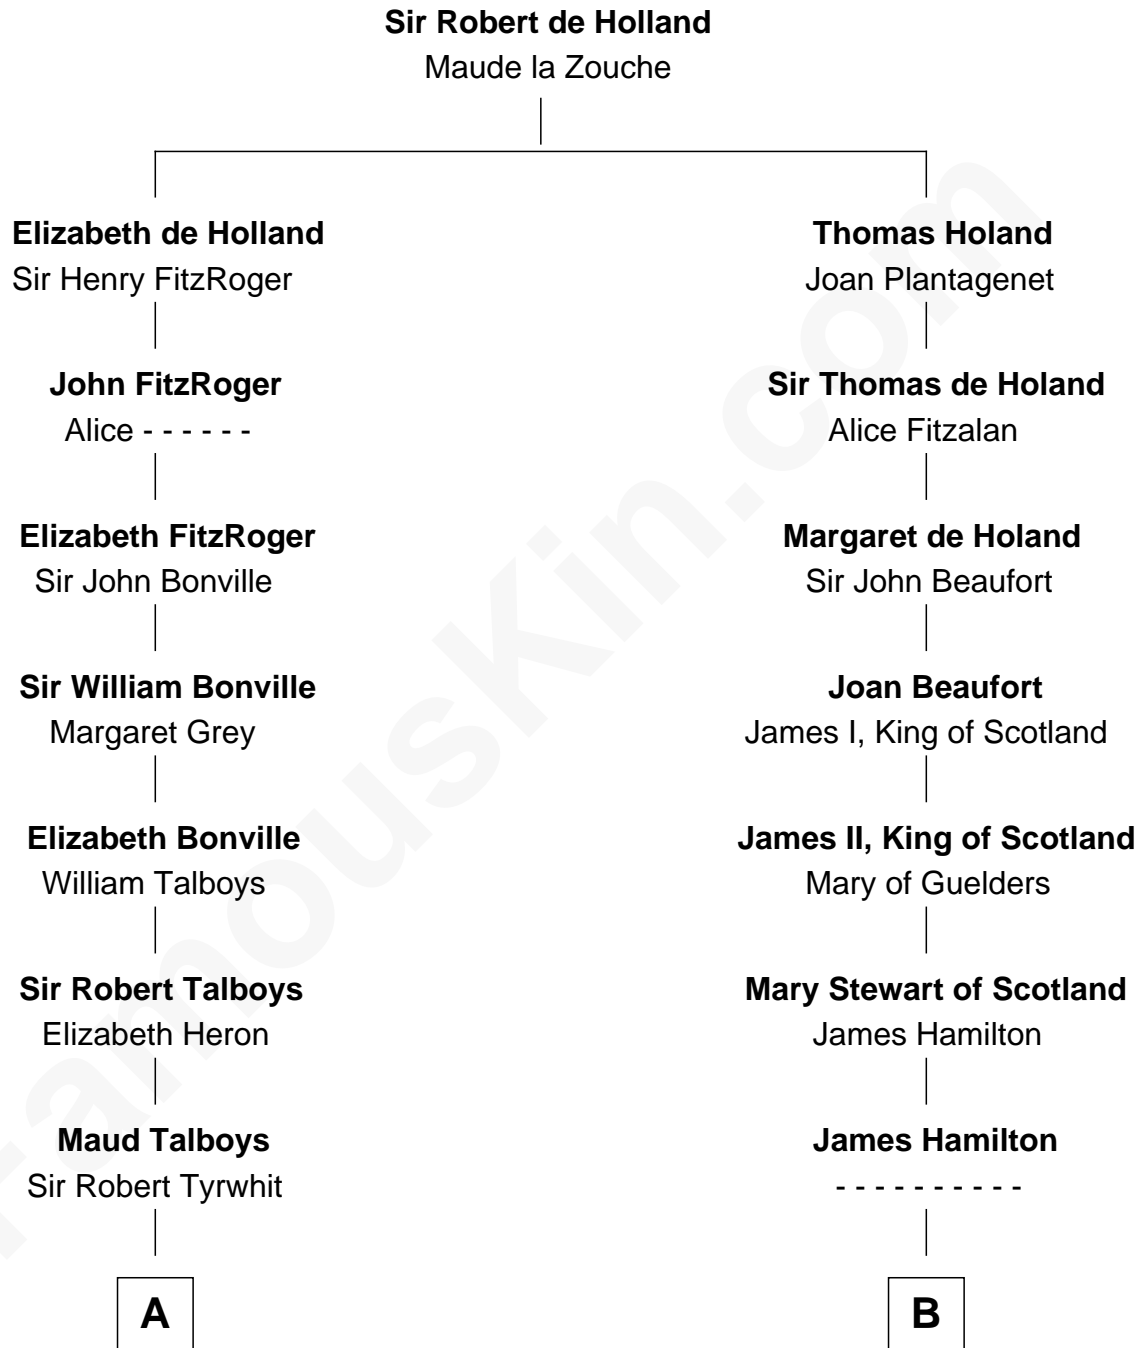 Sir Robert de Holland
Maude la Zouche
Elizabeth de Holland
Sir Henry FitzRoger
Thomas Holand
Joan Plantagenet
John FitzRoger
Alice - - - - - -
Sir Thomas de Holand
Alice Fitzalan
Elizabeth FitzRoger
Sir John Bonville
Margaret de Holand
Sir John Beaufort
Sir William Bonville
Margaret Grey
Joan Beaufort
James I, King of Scotland
Elizabeth Bonville
William Talboys
James II, King of Scotland
Mary of Guelders
Sir Robert Talboys
Elizabeth Heron
Mary Stewart of Scotland
James Hamilton
Maud Talboys
Sir Robert Tyrwhit
James Hamilton
- - - - - - - - - -
A
B
FamousKin.com